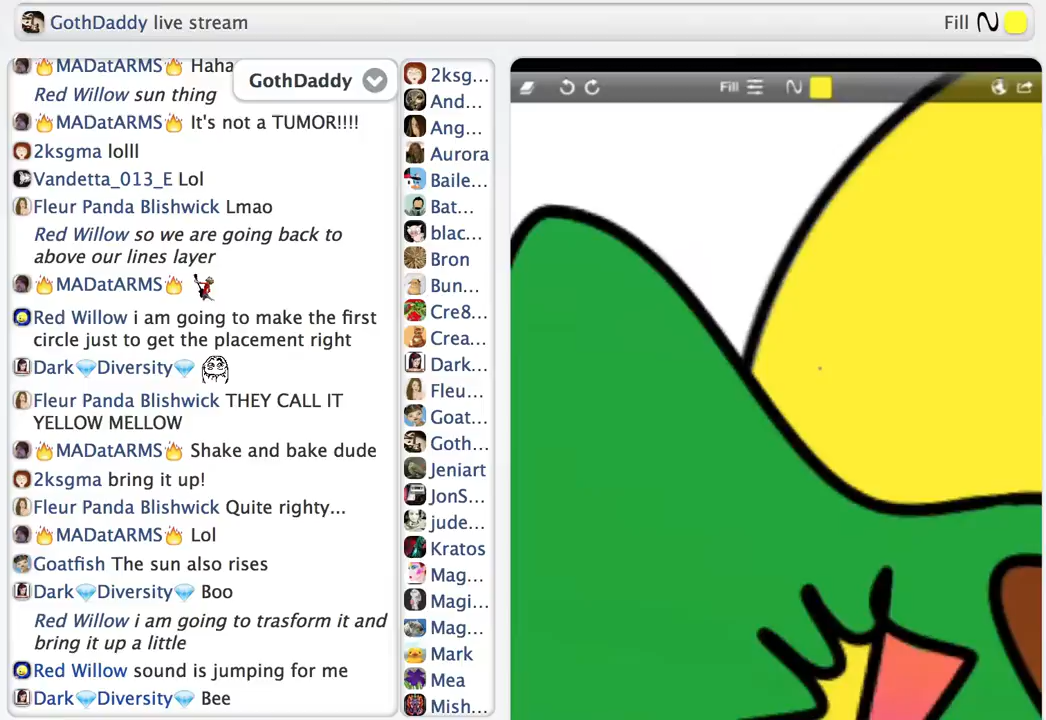 GothDaddy live stream
Fill
🔥MADatARMS🔥 Haha
GothDaddy
Red Willow sun thing
🔥MADatARMS🔥 It's not a TUMOR!!!!
2ksgma lolll
Vandetta_013_E Lol
Fleur Panda Blishwick Lmao
Red Willow so we are going back to
above our lines layer
🔥MADatARMS🔥
Red Willow i am going to make the first
circle just to get the placement right
Dark💎Diversity💎
Fleur Panda Blishwick THEY CALL IT
YELLOW MELLOW
🔥MADatARMS🔥 Shake and bake dude
2ksgma bring it up!
Fleur Panda Blishwick Quite righty...
🔥MADatARMS🔥 Lol
Goatfish The sun also rises
Dark💎Diversity💎 Boo
Red Willow i am going to trasform it and
bring it up a little
Red Willow sound is jumping for me
Dark💎Diversity💎 Bee
2ksg...
And...
Ang...
Aurora
Baile...
Bat...
blac...
Bron
Bun...
Cre8...
Crea...
Dark...
Fleu...
Goat...
Goth...
Jeniart
JonS...
jude...
Kratos
Mag...
Magi...
Mag...
Mark
Mea
Mish...
Fill